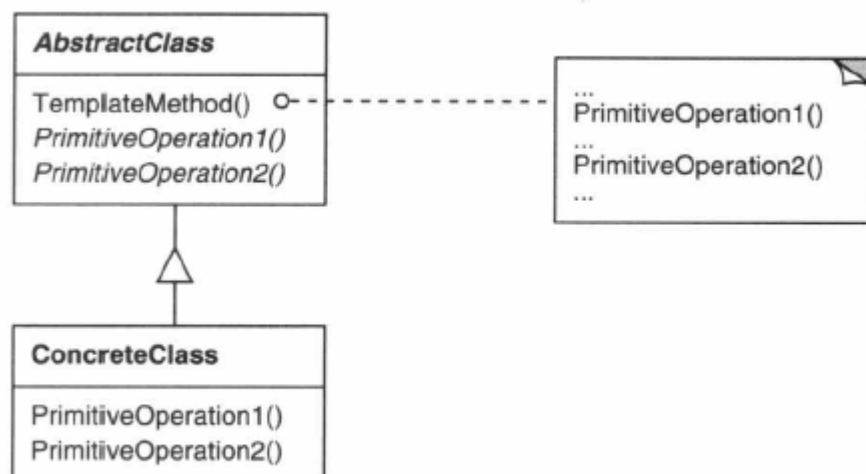 AbstractClass
TemplateMethod()
PrimitiveOperation1()
PrimitiveOperation2()
...
PrimitiveOperation1()
...
PrimitiveOperation2()
...
ConcreteClass
PrimitiveOperation1()
PrimitiveOperation2()